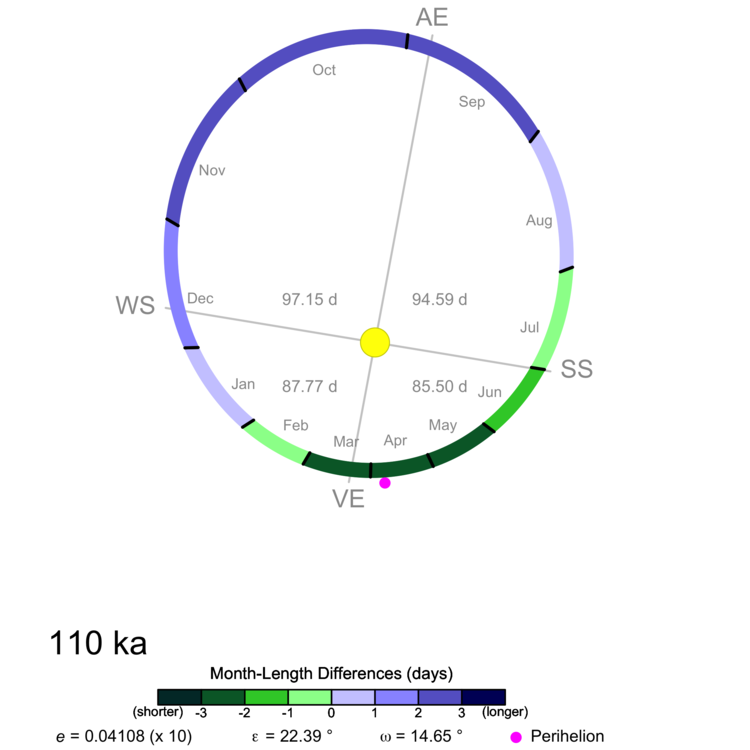 AE
Oct
Sep
Nov
Aug
WS
Dec
97.15 d
94.59 d
Jul
SS
Jan
87.77 d
85.50 d
Jun
Feb
Mar
Apr
May
VE
110 ka
Month-Length Differences (days)
(shorter) -3 -2 -1 0 1 2 3 (longer)
e = 0.04108 (x 10) ε = 22.39 ° ω = 14.65 ° Perihelion